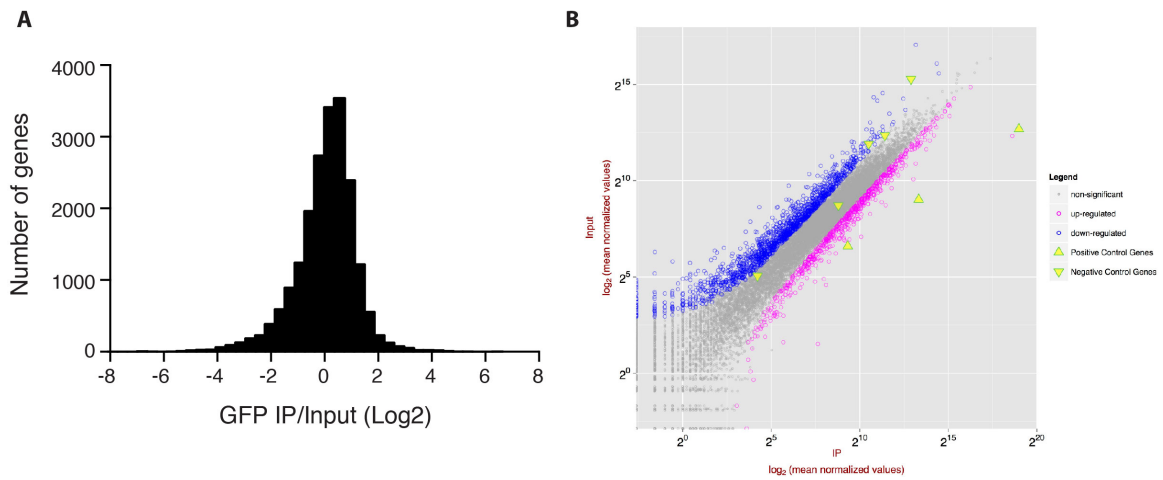 A
4000
3000
2000
1000
0
Number of genes
-8
-6
-4
-2
0
2
4
6
8
GFP IP/Input (Log2)
B
2^15
2^10
2^5
2^0
Input
log₂ (mean normalized values)
2^0
2^5
2^10
2^15
2^20
IP
log₂ (mean normalized values)
Legend
non-significant
up-regulated
down-regulated
Positive Control Genes
Negative Control Genes